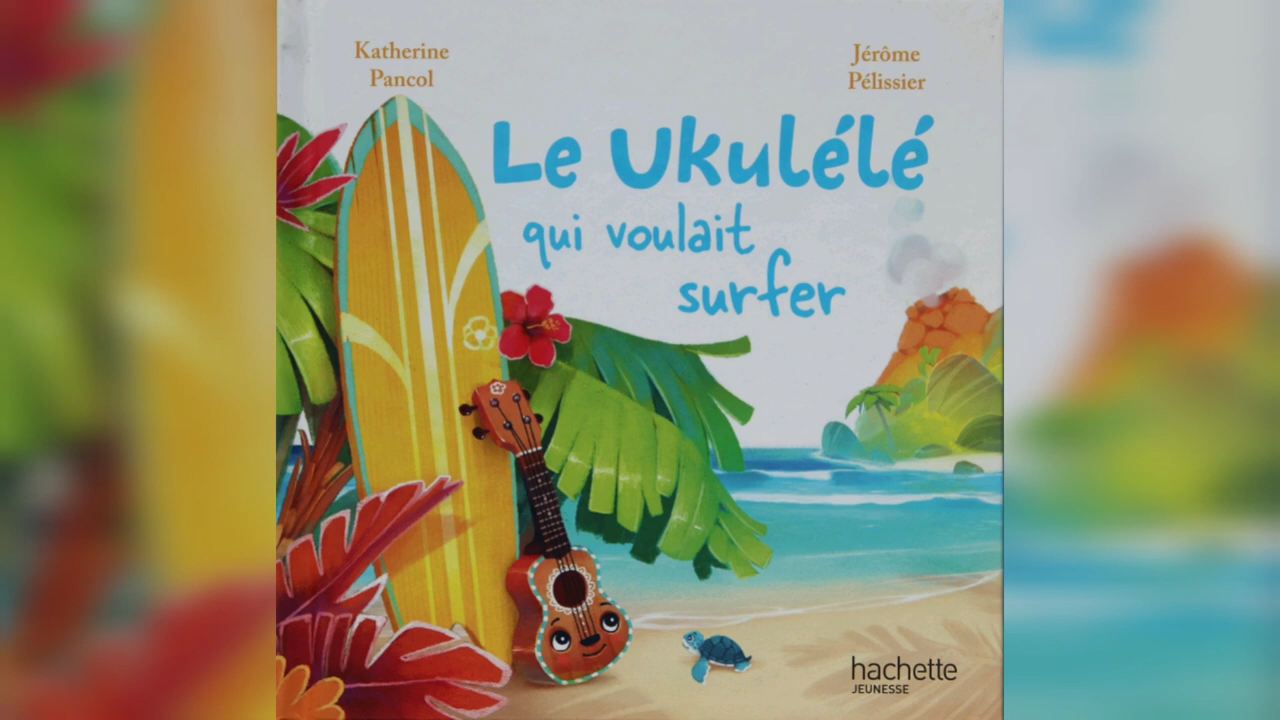 Katherine
Pancol
Jérôme
Pélissier
Le Ukulélé
qui voulait
surfer
hachette
JEUNESSE